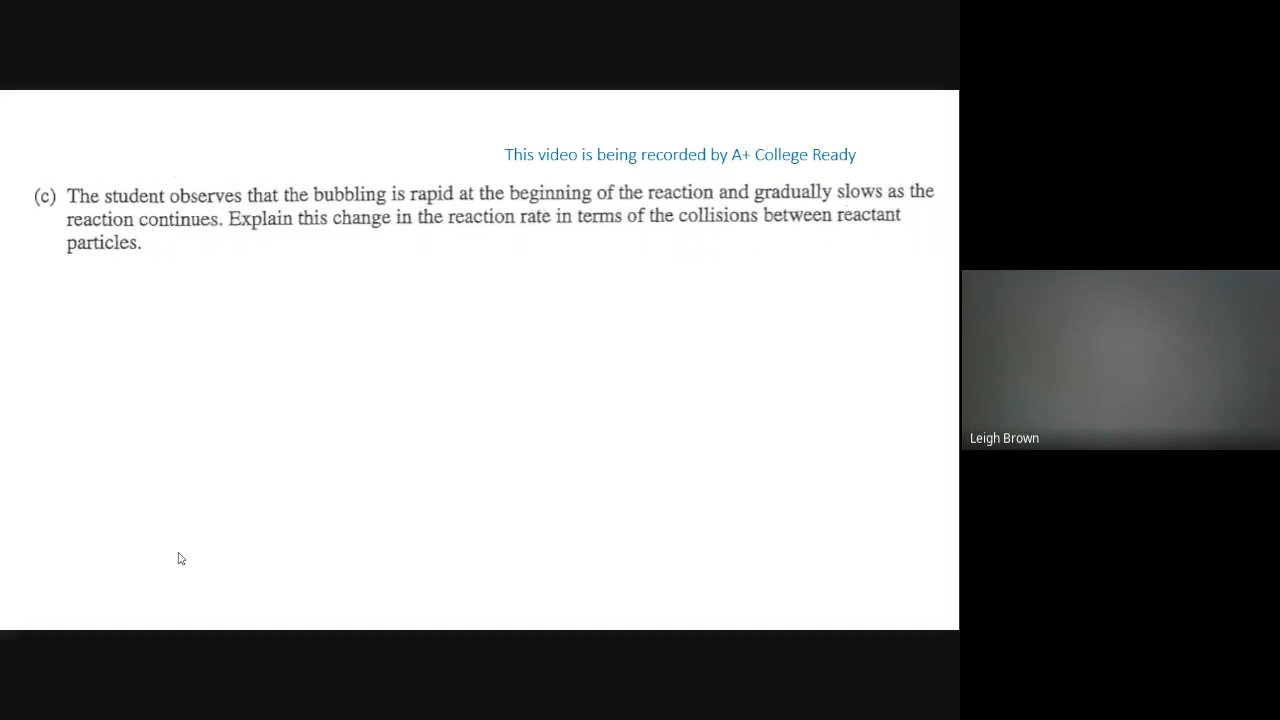 This video is being recorded by A+ College Ready
(c) The student observes that the bubbling is rapid at the beginning of the reaction and gradually slows as the
reaction continues. Explain this change in the reaction rate in terms of the collisions between reactant
particles.
Leigh Brown